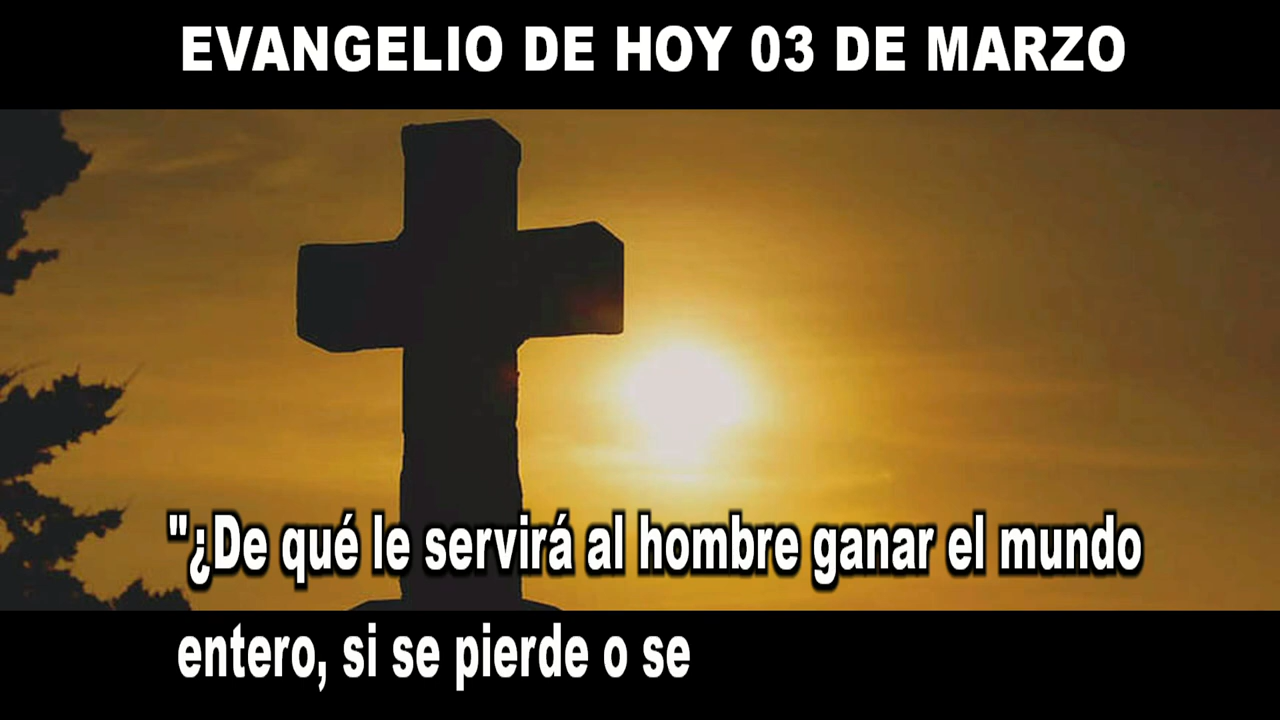 EVANGELIO DE HOY 03 DE MARZO
"¿De qué le servirá al hombre ganar el mundo
entero, si se pierde o se